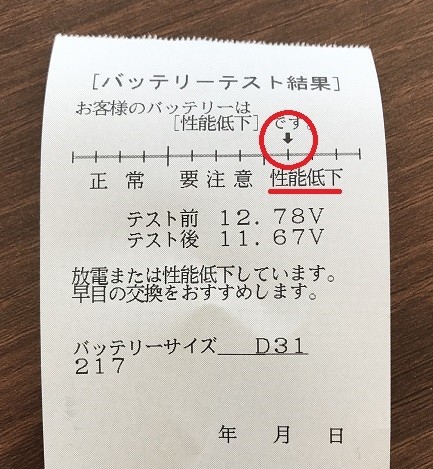 [バッテリーテスト結果]
お客様のバッテリーは
[性能低下]です。
正常 要注意 性能低下
テスト前 12.78V
テスト後 11.67V
放電または性能低下しています。
早目の交換をおすすめします。
バッテリーサイズ D31
217
年 月 日